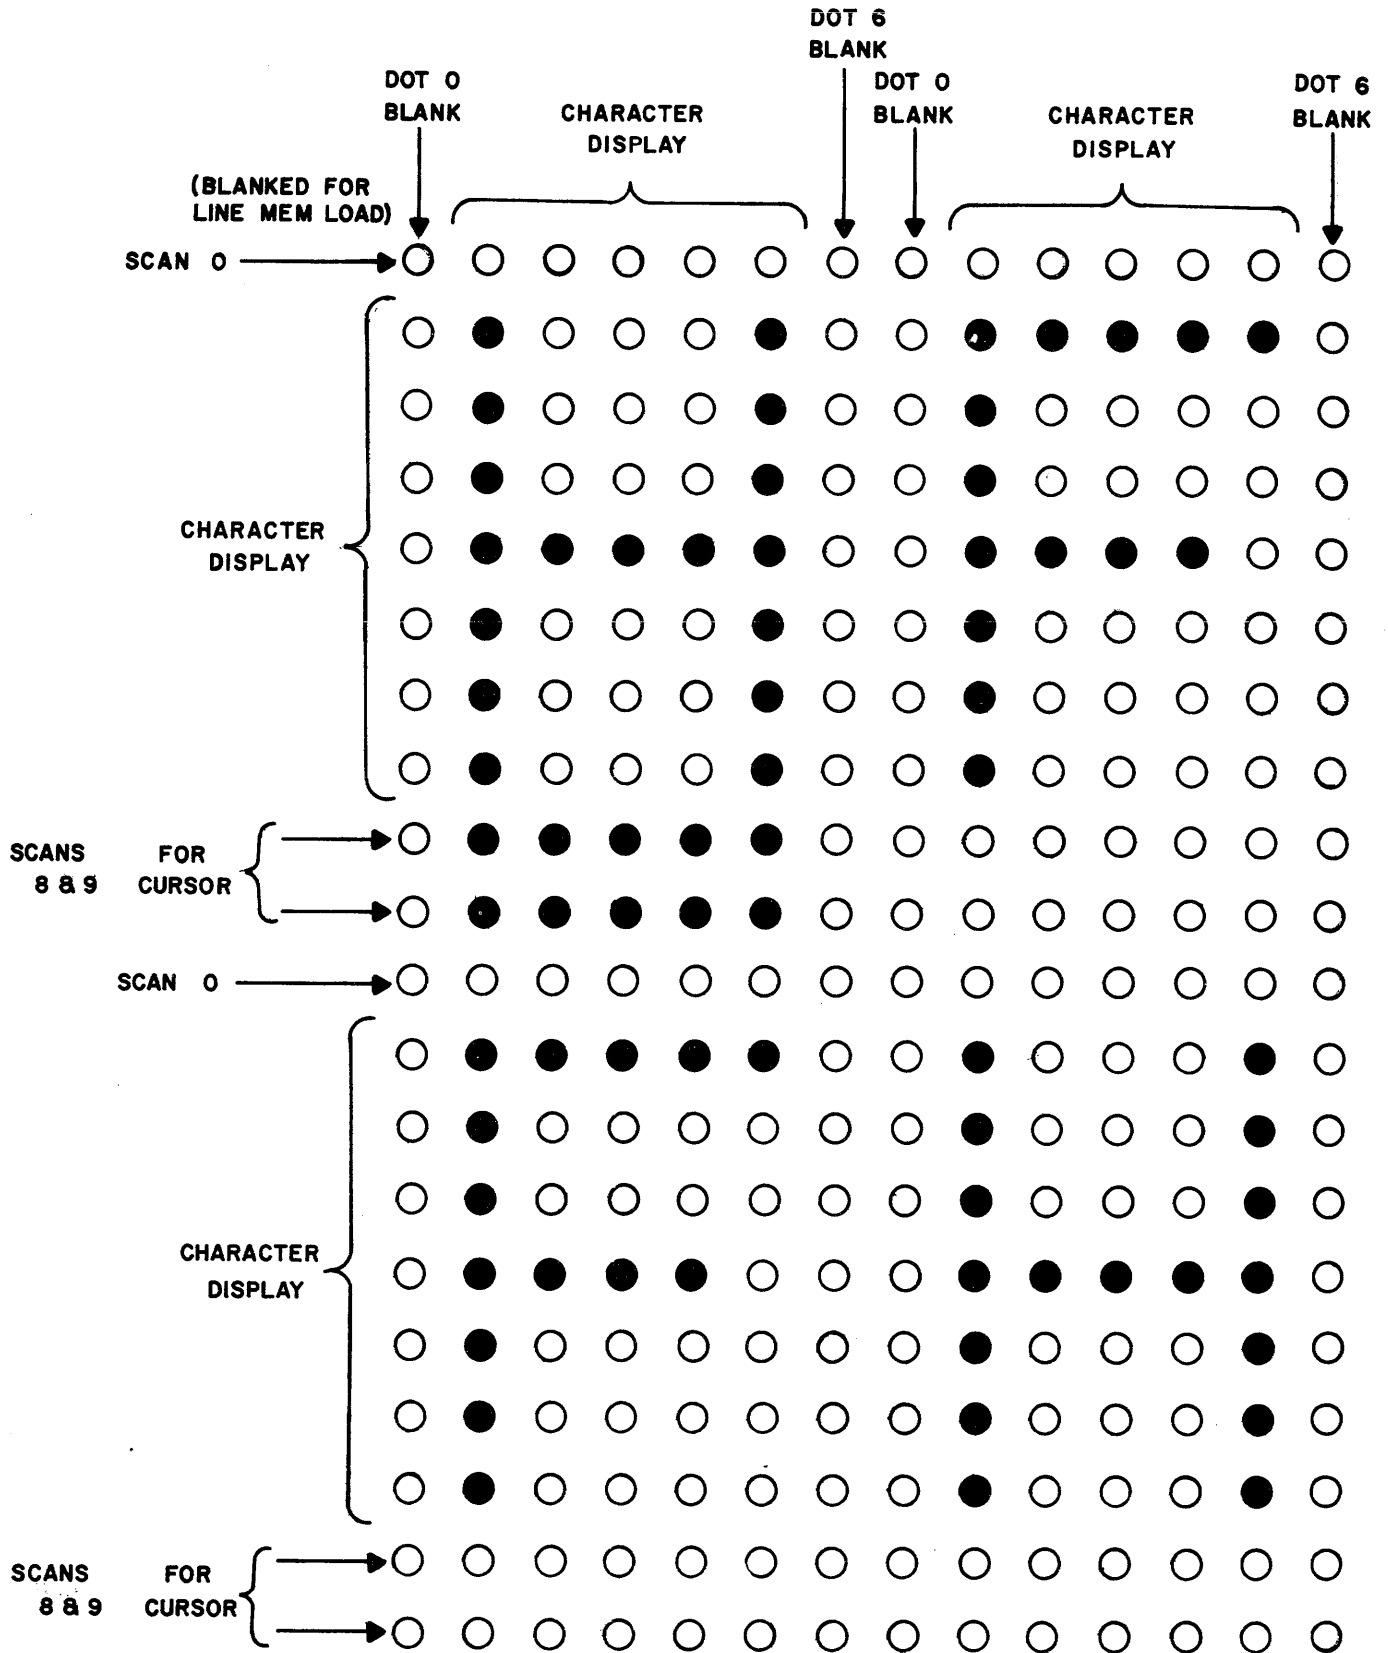 DOT 6
BLANK
DOT 0
BLANK
CHARACTER
DISPLAY
DOT 0
BLANK
CHARACTER
DISPLAY
DOT 6
BLANK
(BLANKED FOR
LINE MEM LOAD)
SCAN 0
CHARACTER
DISPLAY
SCANS FOR
8 & 9 CURSOR
SCAN 0
CHARACTER
DISPLAY
SCANS FOR
8 & 9 CURSOR